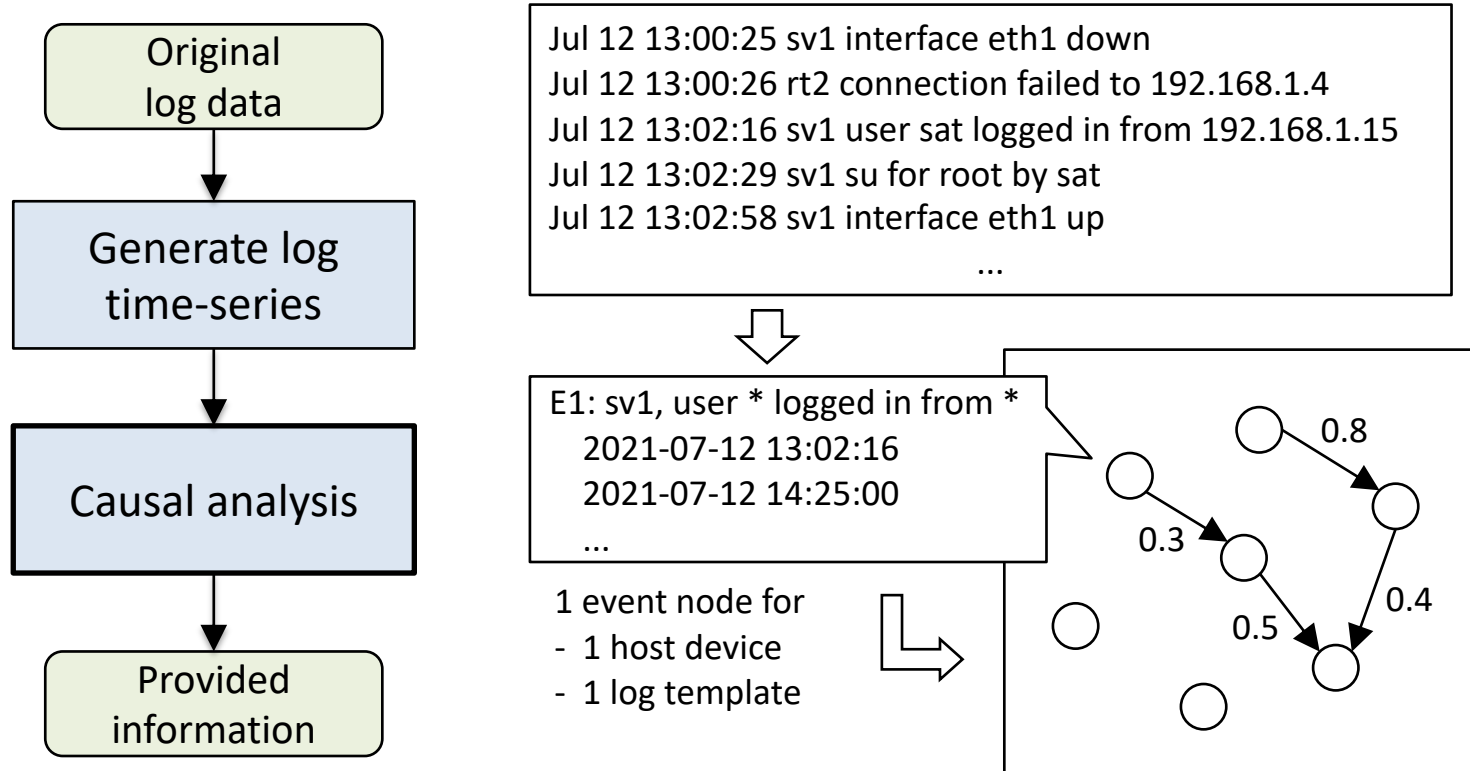 Original
log data
Generate log
time-series
Causal analysis
Provided
information
Jul 12 13:00:25 sv1 interface eth1 down
Jul 12 13:00:26 rt2 connection failed to 192.168.1.4
Jul 12 13:02:16 sv1 user sat logged in from 192.168.1.15
Jul 12 13:02:29 sv1 su for root by sat
Jul 12 13:02:58 sv1 interface eth1 up
...
E1: sv1, user * logged in from *
2021-07-12 13:02:16
2021-07-12 14:25:00
...
1 event node for
- 1 host device
- 1 log template
0.8
0.3
0.4
0.5